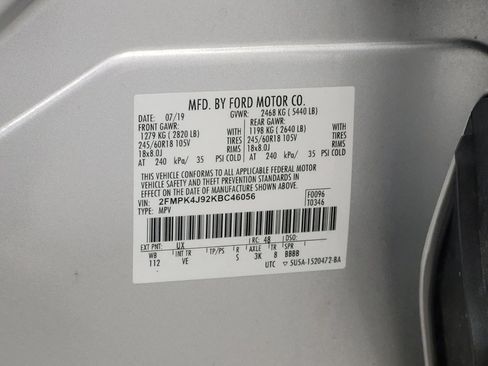 MFD. BY FORD MOTOR CO.
DATE: 07/19 GVWR: 2468 KG ( 5440 LB)
FRONT GAWR: REAR GAWR:
1279 KG ( 2820 LB) WITH 1198 KG ( 2640 LB) WITH
245/60R18 105V TIRES 245/60R18 105V TIRES
18x8.0J RIMS 18x8.0J RIMS
AT 240 kPa/ 35 PSI COLD AT 240 kPa/ 35 PSI COLD
THIS VEHICLE CONFORMS TO ALL APPLICABLE FEDERAL MOTOR
VEHICLE SAFETY AND THEFT PREVENTION STANDARDS IN
EFFECT ON THE DATE OF MANUFACTURE SHOWN ABOVE.
VIN: 2FMPK4J92KBC46056 F0096
TYPE: MPV T0346
EXT PNT: UX RC: 48 DSO:
WB INT TR TP/PS R AXLE TR SPR
112 VE 5 3K 8 BBBB
UTC 5U5A-1520472-BA